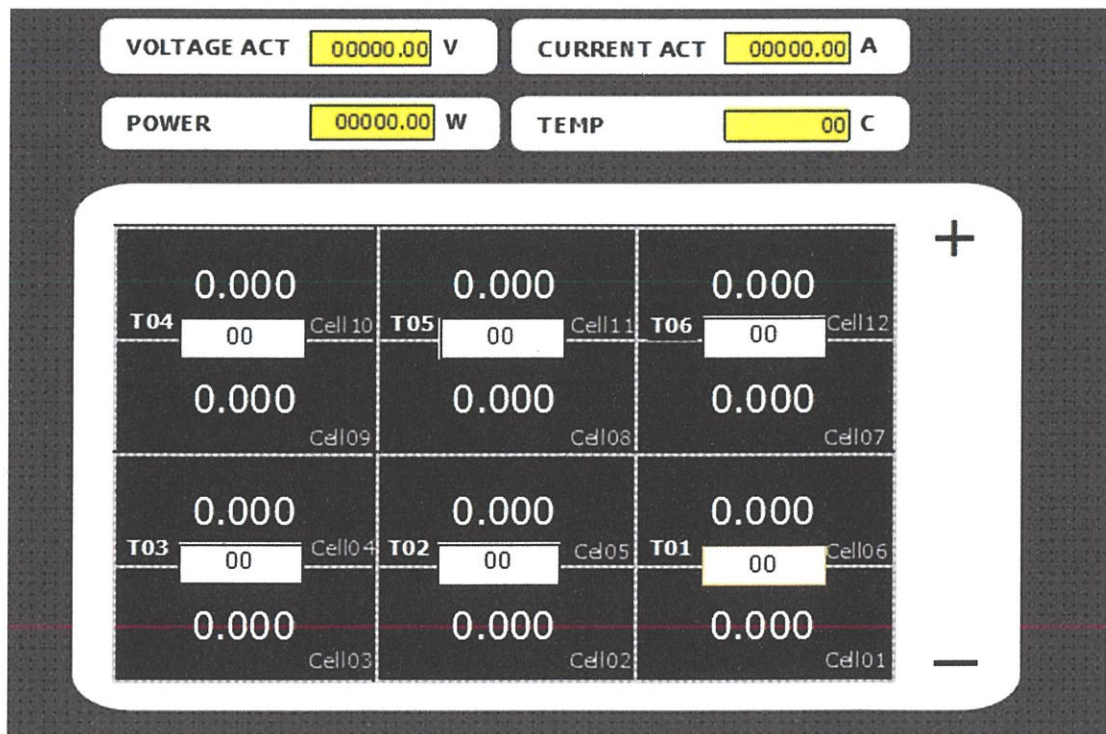 VOLTAGE ACT 00000.00 V CURRENT ACT 00000.00 A
POWER 00000.00 W TEMP 00 C
+
0.000 0.000 0.000
T04 00 Cell10 T05 00 Cell11 T06 00 Cell12
0.000 0.000 0.000
Cell09 Cell08 Cell07
0.000 0.000 0.000
T03 00 Cell04 T02 00 Cel05 T01 00 Cell06
0.000 0.000 0.000
Cell03 Cell02 Cell01
—